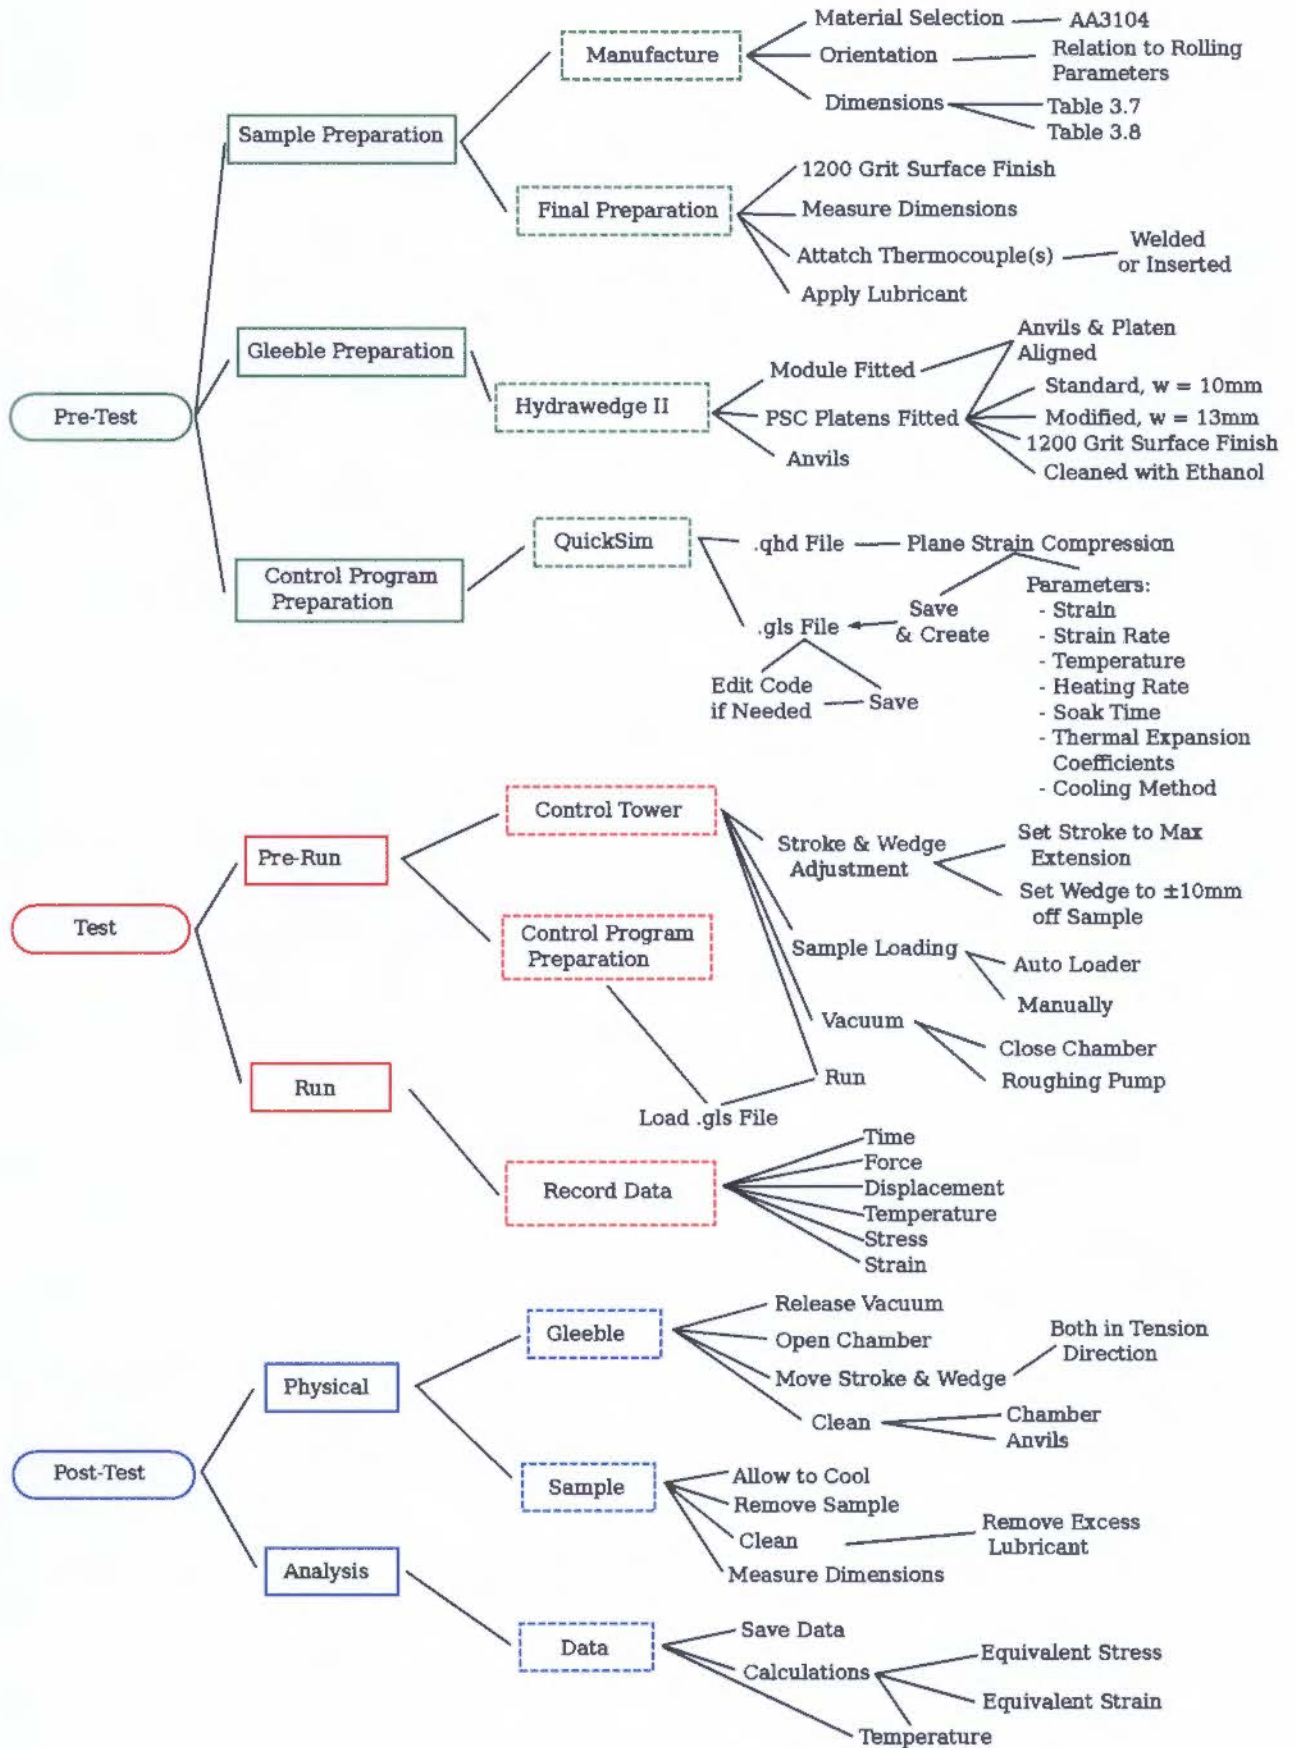 Material Selection
AA3104
Manufacture
Orientation
Relation to Rolling
Parameters
Dimensions
Table 3.7
Table 3.8
Sample Preparation
1200 Grit Surface Finish
Final Preparation
Measure Dimensions
Attatch Thermocouple(s)
Welded
or Inserted
Apply Lubricant
Gleeble Preparation
Anvils & Platen
Aligned
Module Fitted
Hydrawedge II
Standard, w = 10mm
PSC Platens Fitted
Modified, w = 13mm
1200 Grit Surface Finish
Anvils
Cleaned with Ethanol
Pre-Test
QuickSim
.qhd File
Plane Strain Compression
Control Program
Preparation
Parameters:
- Strain
- Strain Rate
- Temperature
- Heating Rate
- Soak Time
- Thermal Expansion
Coefficients
- Cooling Method
Save
& Create
.gls File
Edit Code
if Needed
Save
Control Tower
Pre-Run
Stroke & Wedge
Adjustment
Set Stroke to Max
Extension
Set Wedge to ±10mm
off Sample
Test
Control Program
Preparation
Sample Loading
Auto Loader
Manually
Vacuum
Close Chamber
Roughing Pump
Run
Run
Load .gls File
Record Data
Time
Force
Displacement
Temperature
Stress
Strain
Gleeble
Release Vacuum
Open Chamber
Both in Tension
Direction
Move Stroke & Wedge
Physical
Clean
Chamber
Anvils
Post-Test
Sample
Allow to Cool
Remove Sample
Clean
Remove Excess
Lubricant
Measure Dimensions
Analysis
Data
Save Data
Calculations
Equivalent Stress
Equivalent Strain
Temperature